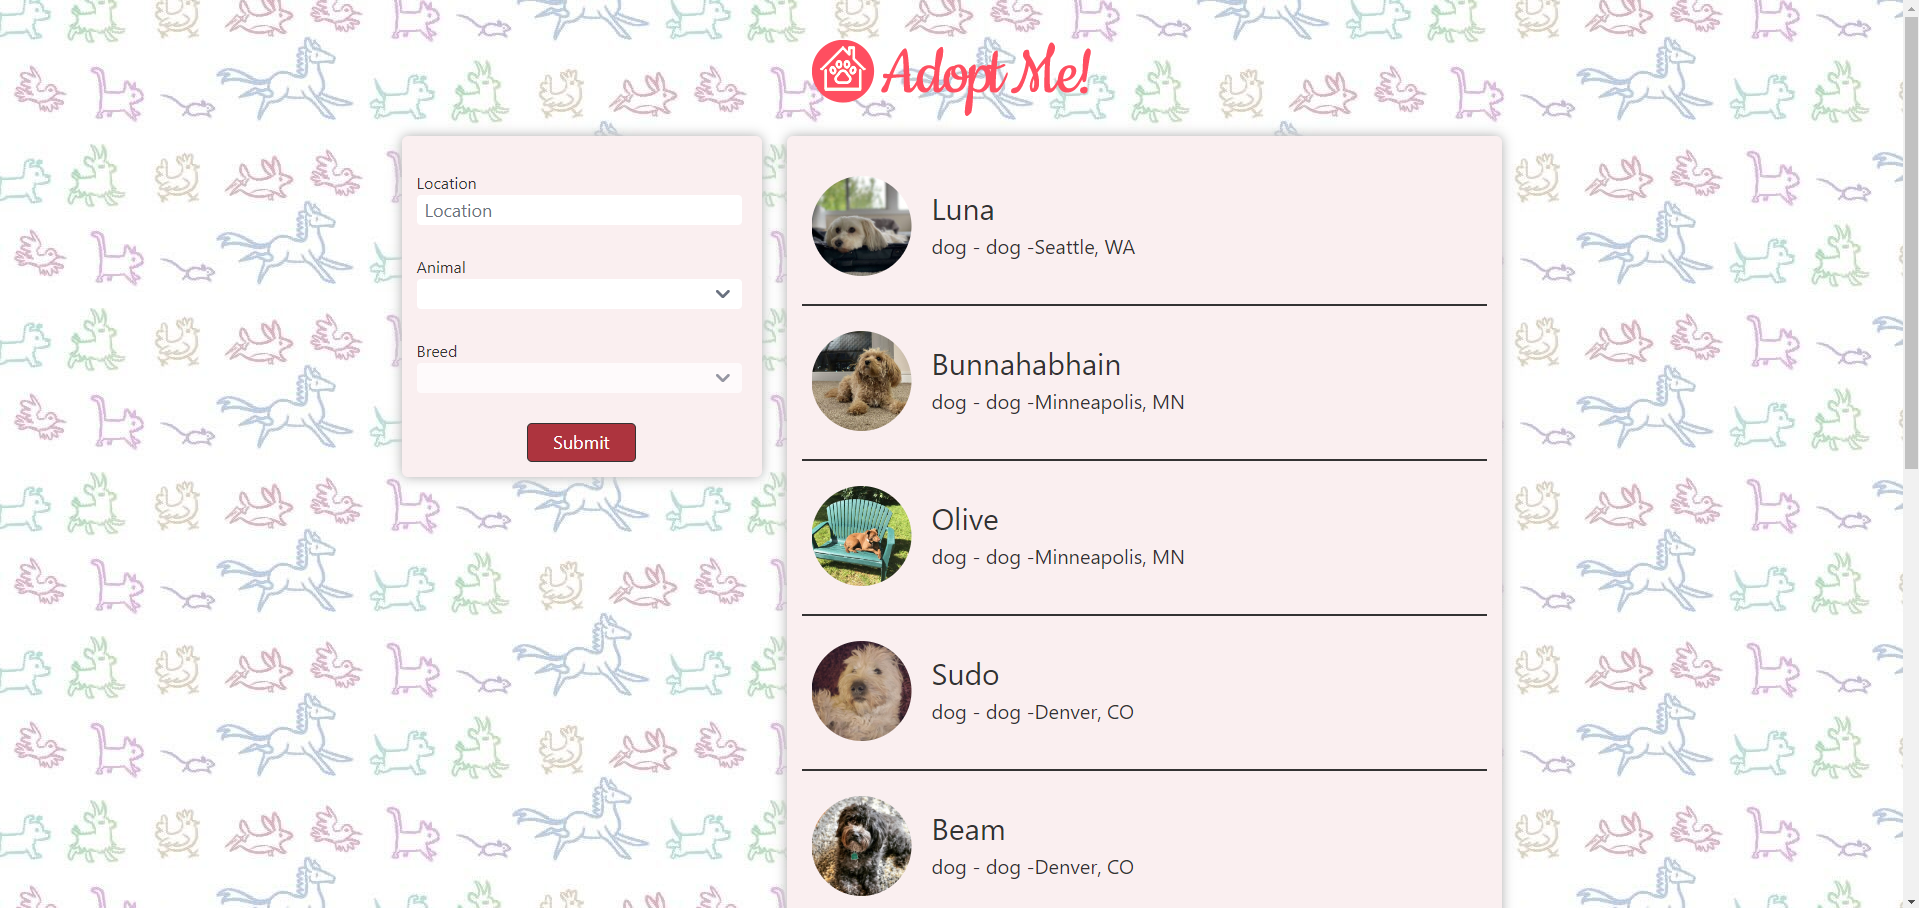 Adopt Me!
Location
Location
Animal
Breed
Submit
Luna
dog - dog -Seattle, WA
Bunnahabhain
dog - dog -Minneapolis, MN
Olive
dog - dog -Minneapolis, MN
Sudo
dog - dog -Denver, CO
Beam
dog - dog -Denver, CO